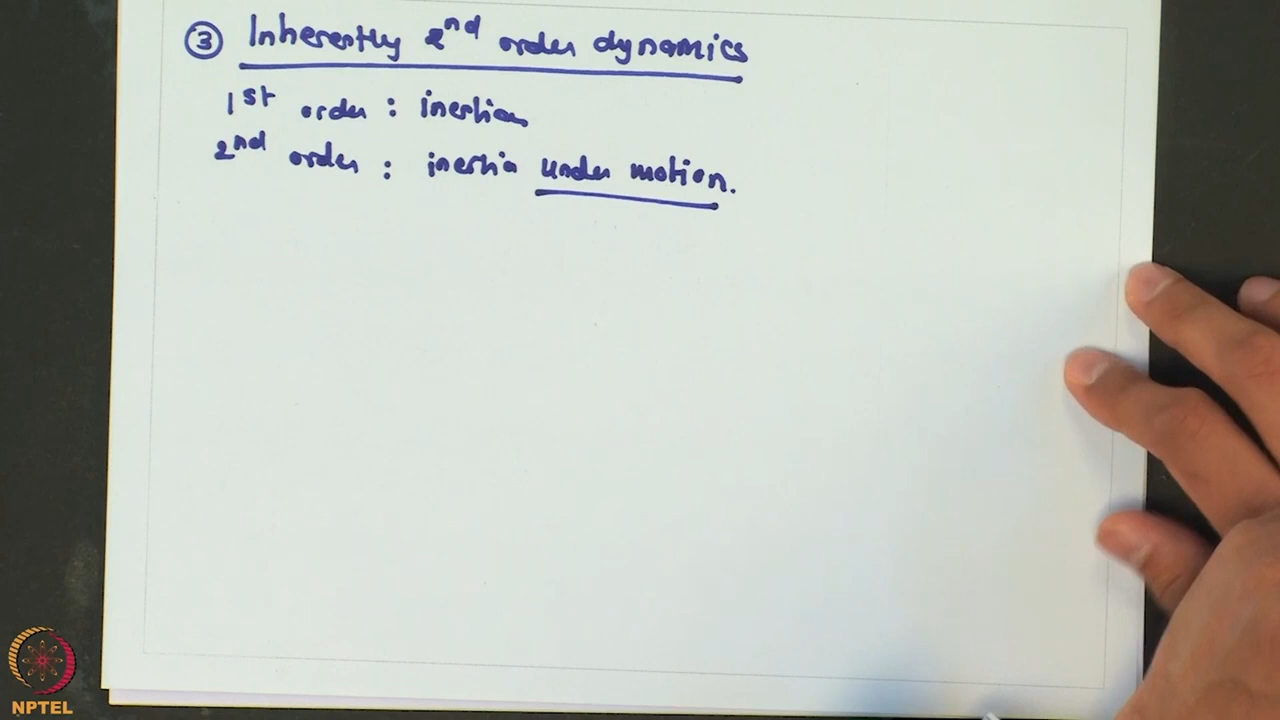 ③ Inherently 2nd order dynamics
1st order : inertia
2nd order : inertia under motion.
NPTEL